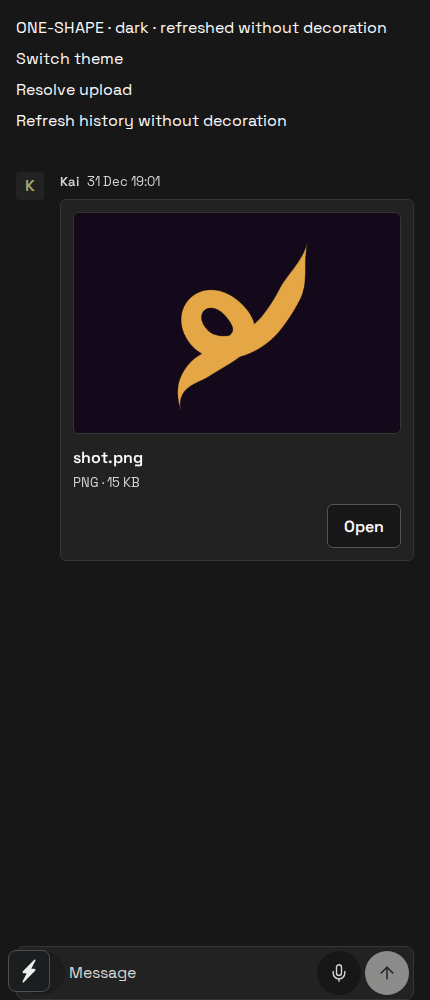 ONE-SHAPE · dark · refreshed without decoration
Switch theme
Resolve upload
Refresh history without decoration
K
Kai 31 Dec 19:01
shot.png
PNG · 15 KB
Open
Message